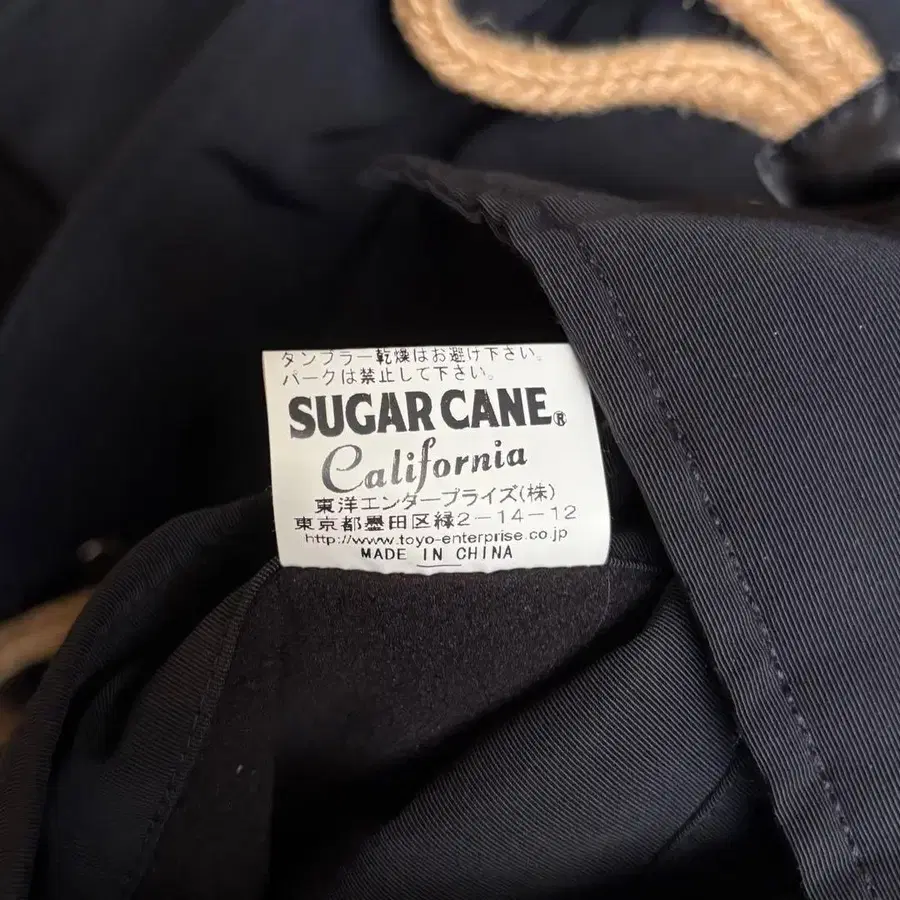 タンブラー乾燥はお避け下さい。
パークは禁止して下さい。
SUGAR CANE®
California
東洋エンタープライズ(株)
東京都墨田区緑2-14-12
http://www.toyo-enterprise.co.jp
MADE IN CHINA